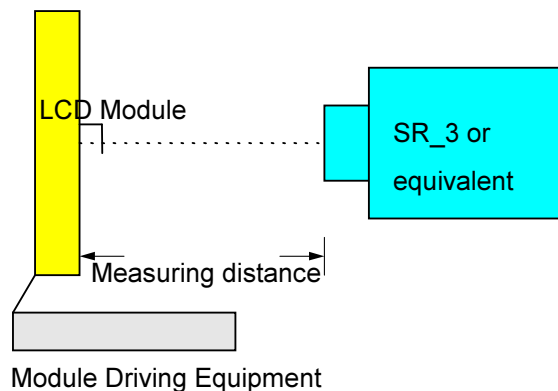 LCD Module
SR_3 or
equivalent
Measuring distance
Module Driving Equipment